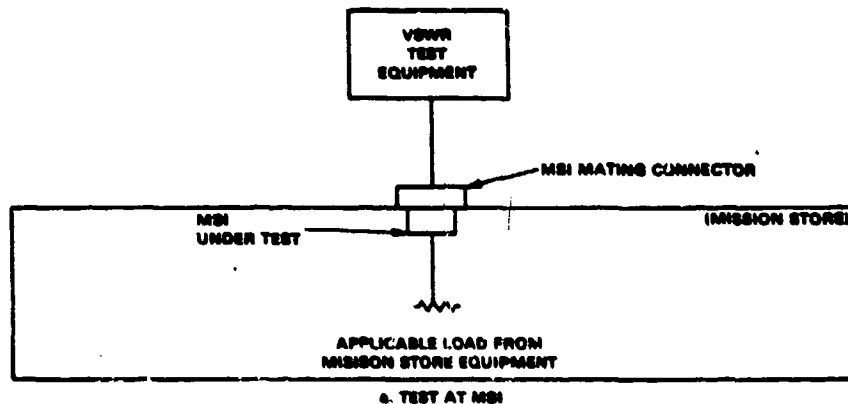 VSWR
TEST
EQUIPMENT
MSI MATING CONNECTOR
MSI
UNDER TEST
(MISSION STORE)
APPLICABLE LOAD FROM
MISISON STORE EQUIPMENT
a. TEST AT MSI